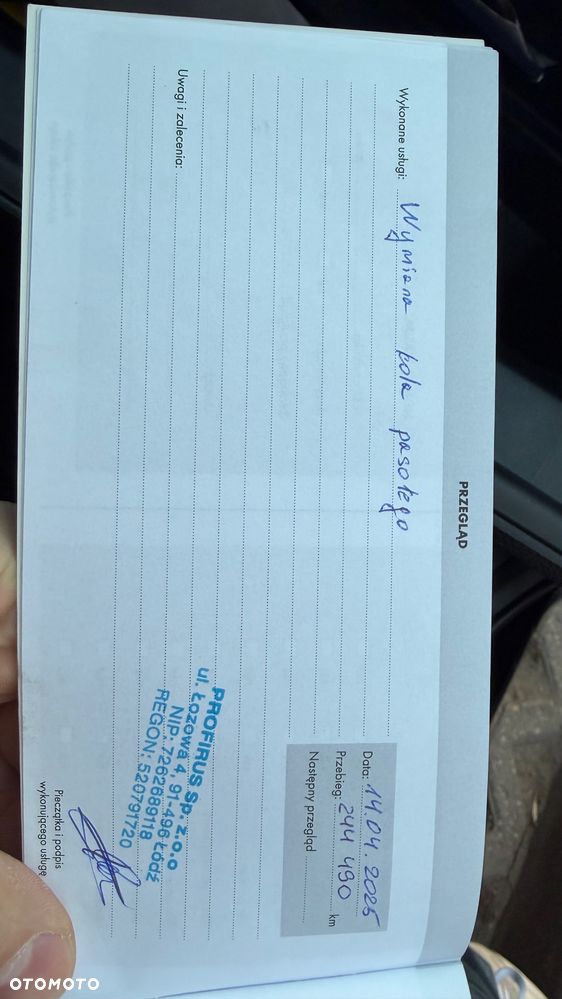 PRZEGLĄD
Data: 14.04.2025
Przebieg: 244 490 km
Następny przegląd
Wykonane usługi: Wymiana koła pasowego
Uwagi i zalecenia:
PROFIRUS Sp. z.o.o
ul. Łozowa 4, 91-496 Łódź
NIP: 7262689118
REGON: 520791720
Pieczątka i podpis
wykonującego usługę
OTOMOTO